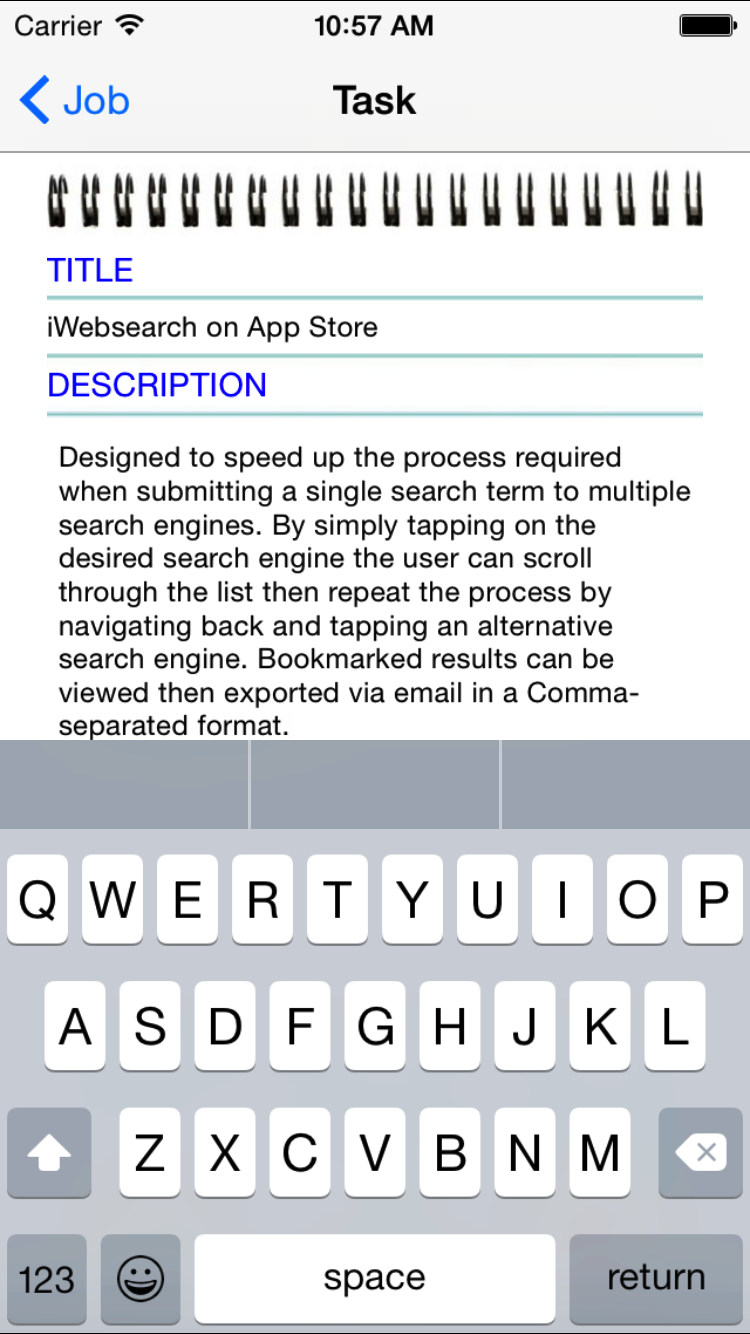 Carrier 10:57 AM
Job Task
TITLE
iWebsearch on App Store
DESCRIPTION
Designed to speed up the process required
when submitting a single search term to multiple
search engines. By simply tapping on the
desired search engine the user can scroll
through the list then repeat the process by
navigating back and tapping an alternative
search engine. Bookmarked results can be
viewed then exported via email in a Comma-
separated format.
Q W E R T Y U I O P
A S D F G H J K L
Z X C V B N M
123 space return